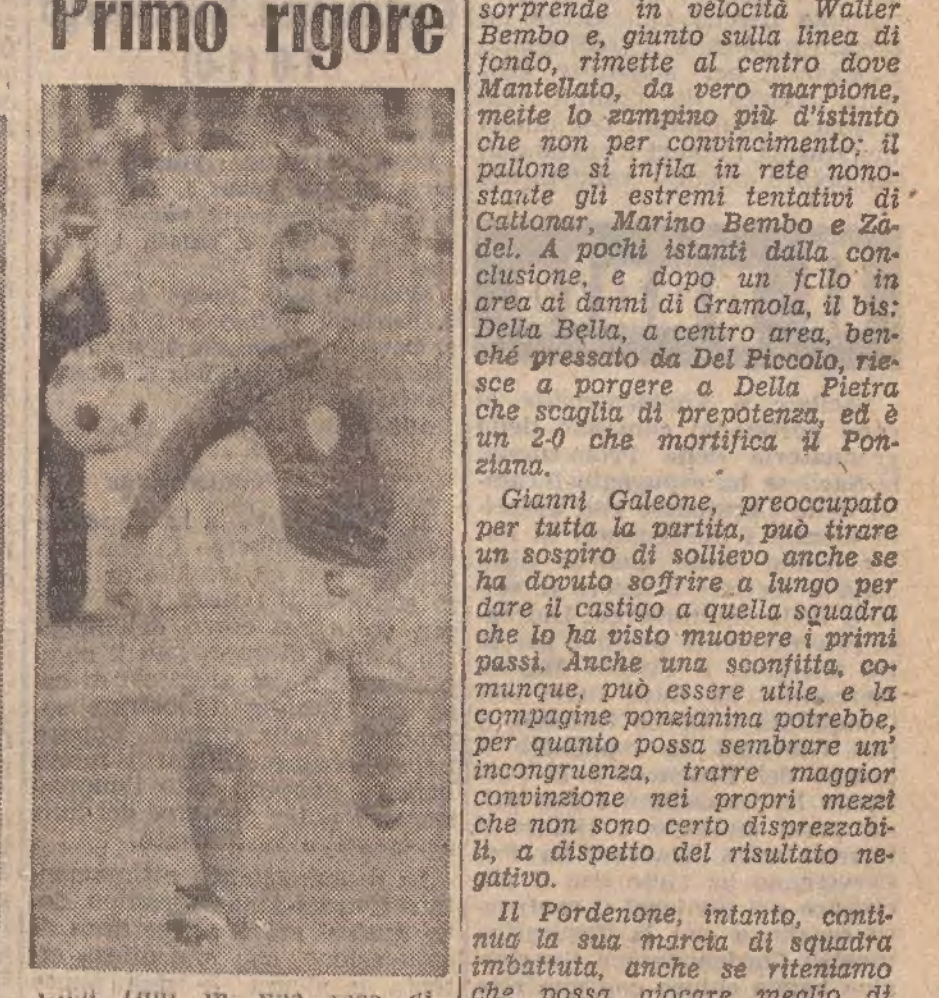 Primo rigore
sorprende in velocità Walter
Bembo e, giunto sulla linea di
fondo, rimette al centro dove
Mantellato, da vero marpione,
mette lo zampino più d'istinto
che non per convincimento; il
pallone si infila in rete nono-
stante gli estremi tentativi di
Cattonar, Marino Bembo e Za-
del. A pochi istanti dalla con-
clusione, e dopo un fallo in
area ai danni di Gramola, il bis:
Della Bella, a centro area, ben-
ché pressato da Del Piccolo, rie-
sce a porgere a Della Pietra
che scaglia di prepotenza, ed è
un 2-0 che mortifica il Pon-
ziana.
Gianni Galeone, preoccupato
per tutta la partita, può tirare
un sospiro di sollievo anche se
ha dovuto soffrire a lungo per
dare il castigo a quella squadra
che lo ha visto muovere i primi
passi. Anche una sconfitta, co-
munque, può essere utile, e la
compagine ponzianina potrebbe,
per quanto possa sembrare un'
incongruenza, trarre maggior
convinzione nei propri mezzi
che non sono certo disprezzabi-
li, a dispetto del risultato ne-
gativo.
Il Pordenone, intanto, conti-
nua la sua marcia di squadra
imbattuta, anche se riteniamo
che possa giocare meglio di